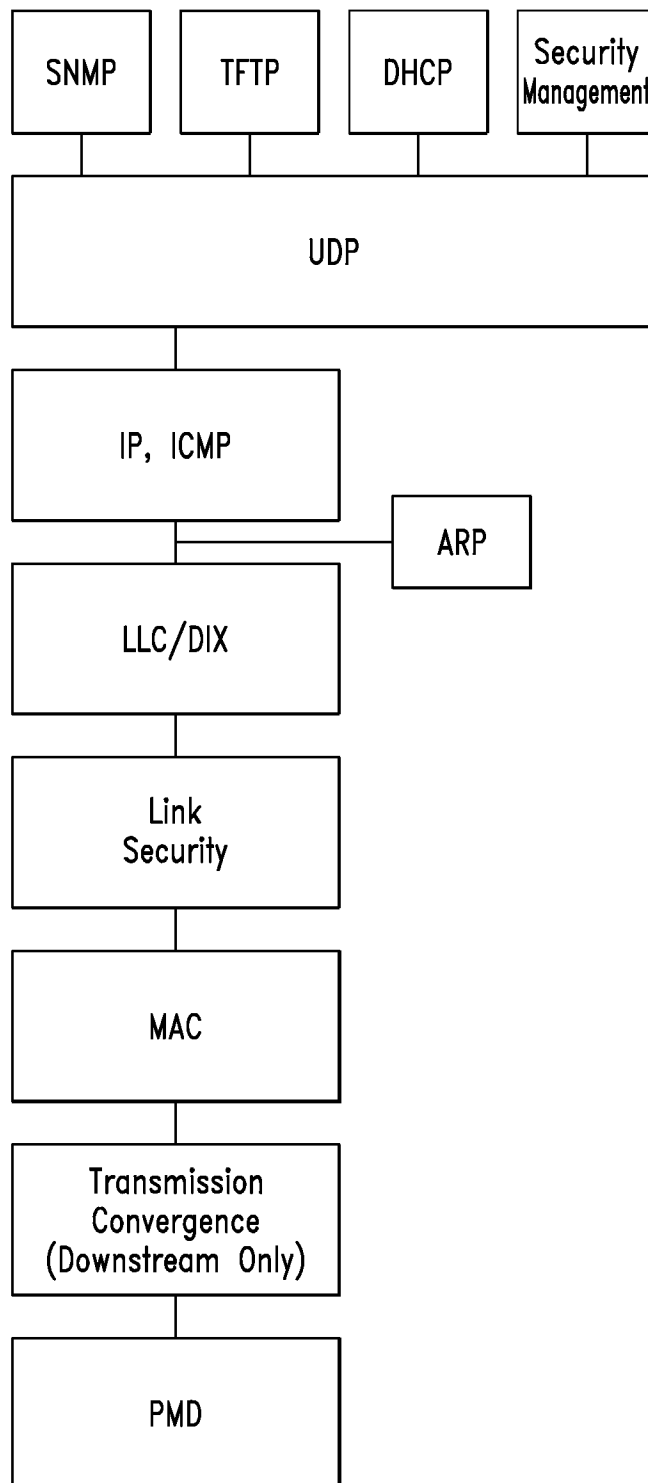 SNMP
TFTP
DHCP
Security
Management
UDP
IP, ICMP
ARP
LLC/DIX
Link
Security
MAC
Transmission
Convergence
(Downstream Only)
PMD